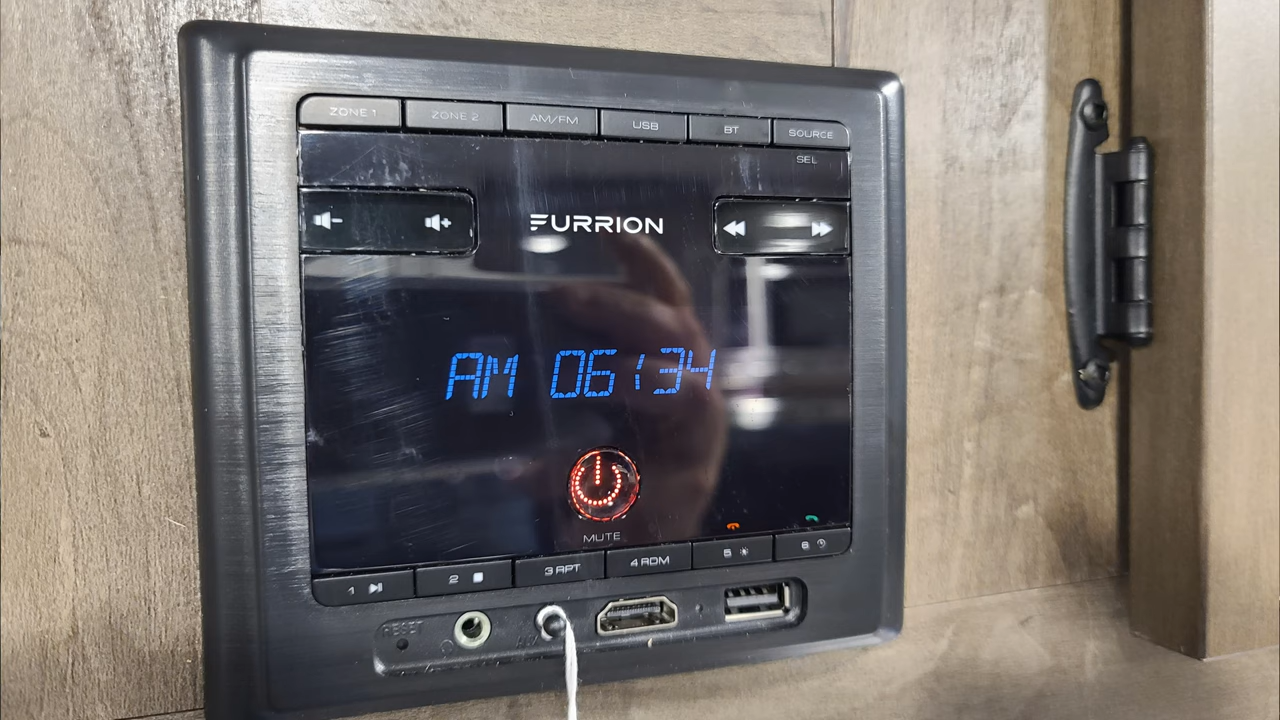 ZONE 1 ZONE 2 AM/FM USB BT SOURCE
SEL
FURRION
AM 06:34
MUTE
1 2 3 RPT 4 RDM 5 6
RESET